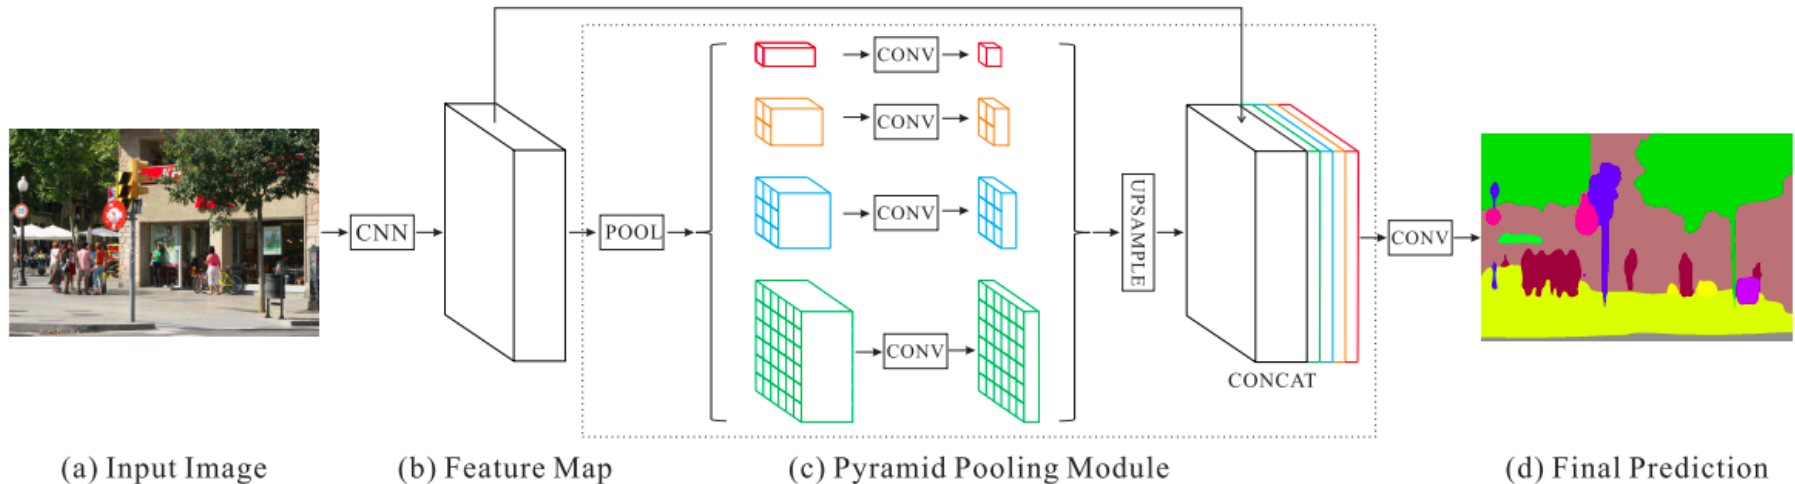 CONV
CONV
CNN
POOL
CONV
UPSAMPLE
CONV
CONV
CONCAT
(a) Input Image
(b) Feature Map
(c) Pyramid Pooling Module
(d) Final Prediction